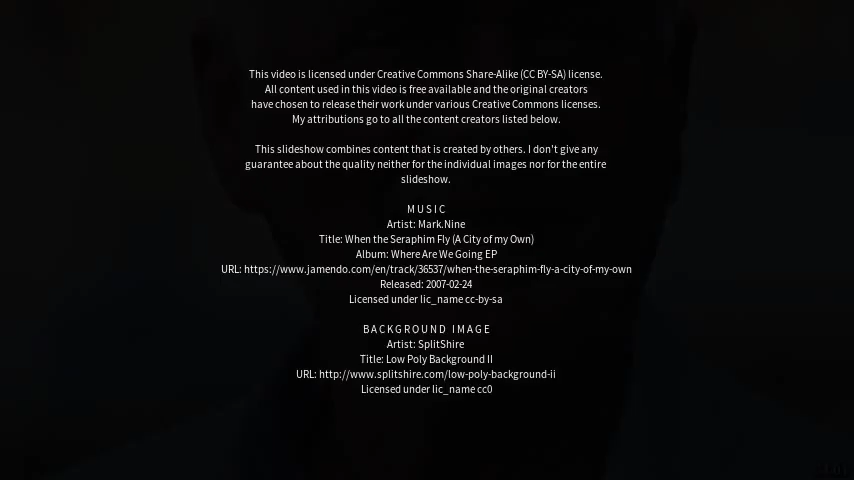 This video is licensed under Creative Commons Share-Alike (CC BY-SA) license.
All content used in this video is free available and the original creators
have chosen to release their work under various Creative Commons licenses.
My attributions go to all the content creators listed below.
This slideshow combines content that is created by others. I don't give any
guarantee about the quality neither for the individual images nor for the entire
slideshow.
MUSIC
Artist: Mark.Nine
Title: When the Seraphim Fly (A City of my Own)
Album: Where Are We Going EP
URL: https://www.jamendo.com/en/track/36537/when-the-seraphim-fly-a-city-of-my-own
Released: 2007-02-24
Licensed under lic_name cc-by-sa
BACKGROUND IMAGE
Artist: SplitShire
Title: Low Poly Background II
URL: http://www.splitshire.com/low-poly-background-ii
Licensed under lic_name cc0